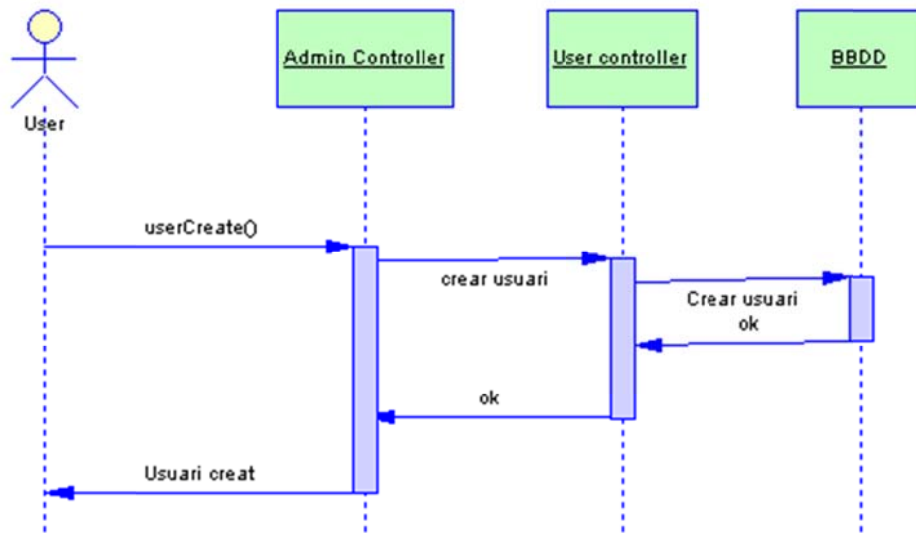 Admin Controller
User controller
BBDD
User
userCreate()
crear usuari
Crear usuari
ok
ok
Usuari creat